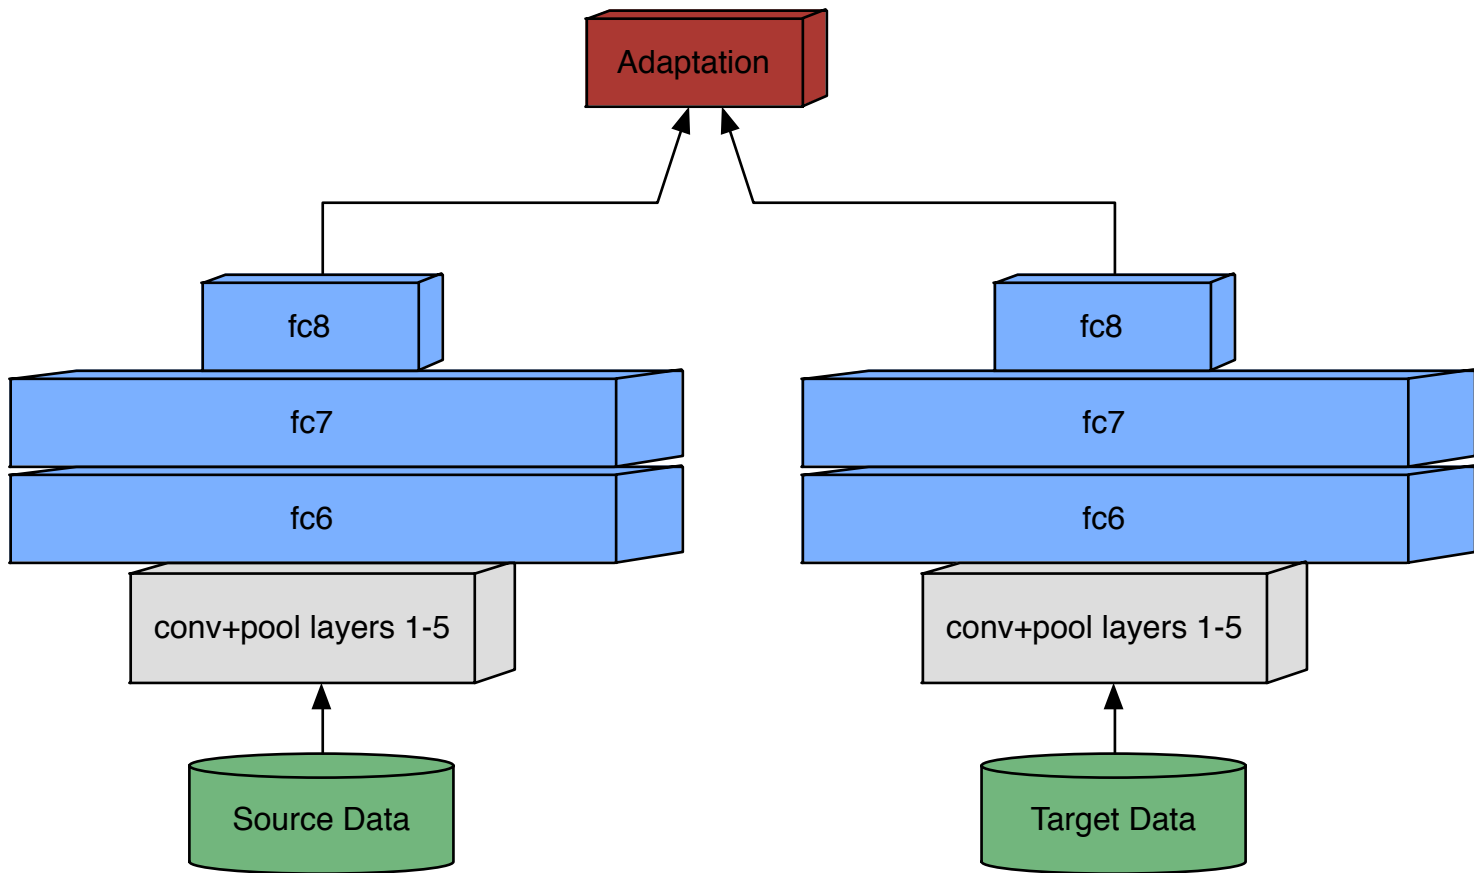 Adaptation
fc8
fc8
fc7
fc7
fc6
fc6
conv+pool layers 1-5
conv+pool layers 1-5
Source Data
Target Data